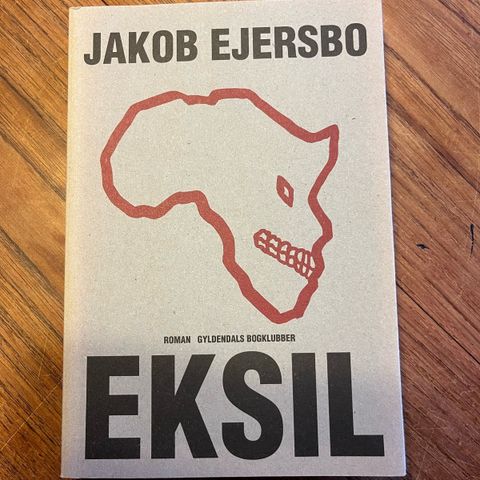 JAKOB EJERSBO
ROMAN GYLDENDALS BOGKLUBBER
EKSIL